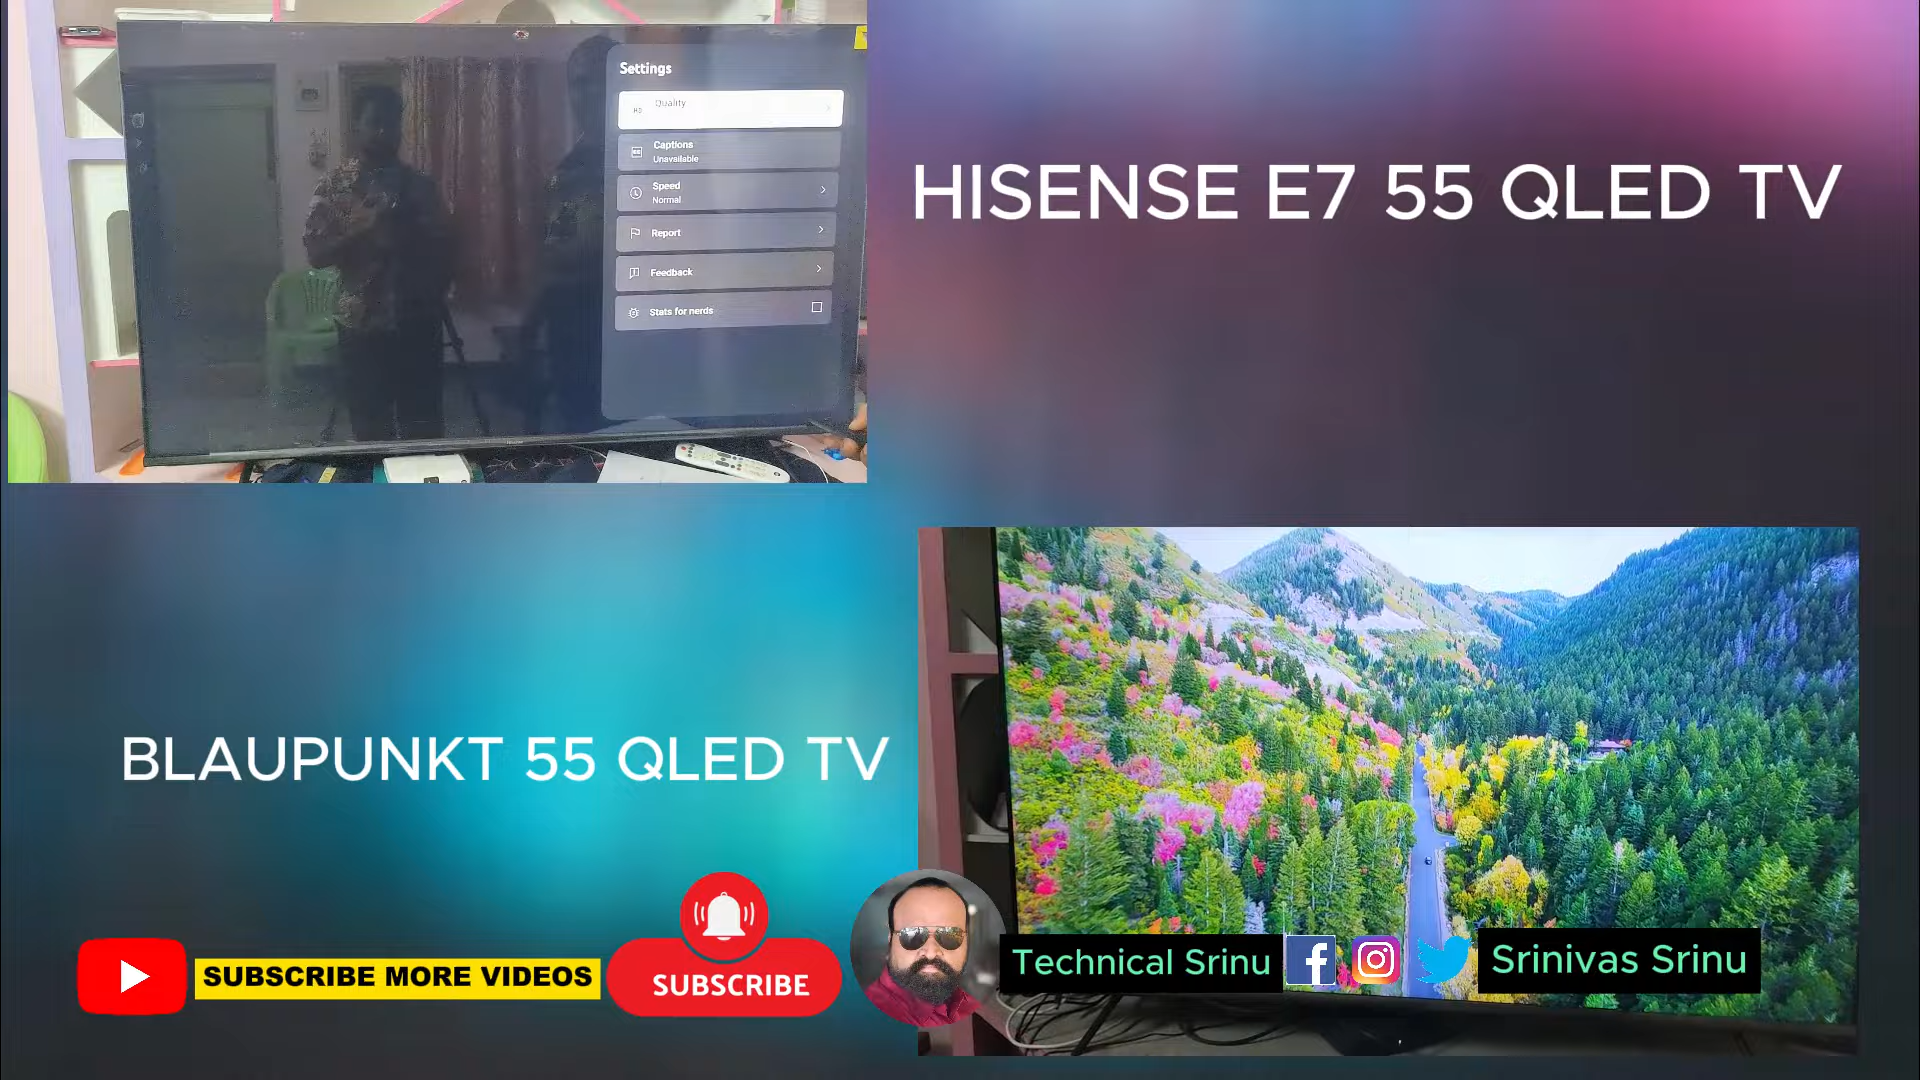 Settings
Quality
Captions
Unavailable
Speed
Normal
Report
Feedback
Stats for nerds
HISENSE E7 55 QLED TV
BLAUPUNKT 55 QLED TV
SUBSCRIBE MORE VIDEOS
SUBSCRIBE
Technical Srinu
Srinivas Srinu